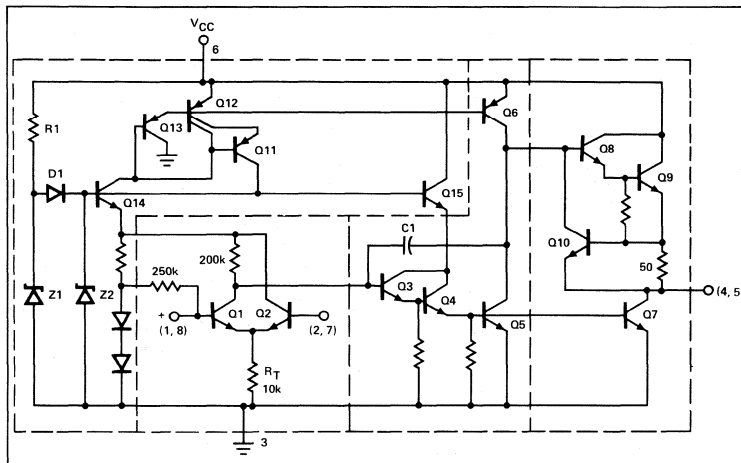 VCC
6
R1
Q12
Q13
Q6
Q11
Q8
D1
Q9
Q14
Q15
C1
Q10
200k
50
250k
Q3
Q4
Z1
Z2
+
(1, 8)
Q1
Q2
(2, 7)
Q5
Q7
(4, 5
RT
10k
3